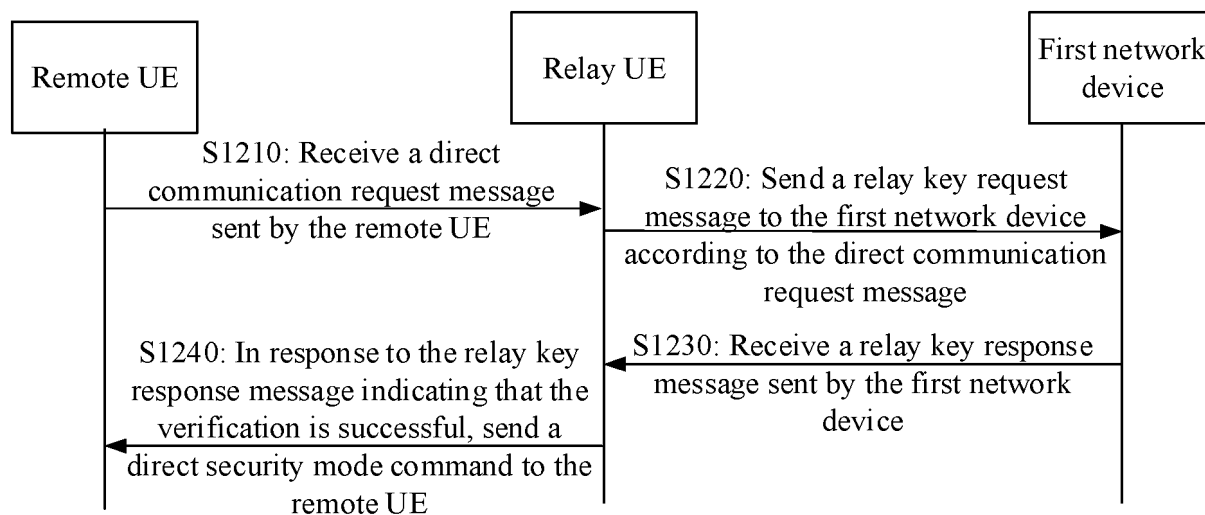 Remote UE
Relay UE
First network
device
S1210: Receive a direct
communication request message
sent by the remote UE
S1220: Send a relay key request
message to the first network device
according to the direct communication
request message
S1230: Receive a relay key response
message sent by the first network
device
S1240: In response to the relay key
response message indicating that the
verification is successful, send a
direct security mode command to the
remote UE